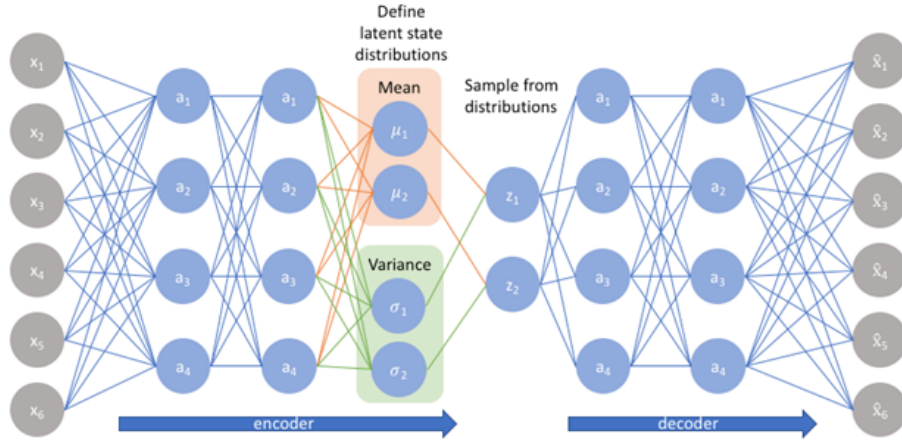 Define
latent state
distributions
Mean
Sample from
distributions
Variance
x₁
x₂
x₃
x₄
x₅
x₆
a₁
a₂
a₃
a₄
a₁
a₂
a₃
a₄
μ₁
μ₂
σ₁
σ₂
z₁
z₂
a₁
a₂
a₃
a₄
a₁
a₂
a₃
a₄
x̂₁
x̂₂
x̂₃
x̂₄
x̂₅
x̂₆
encoder
decoder